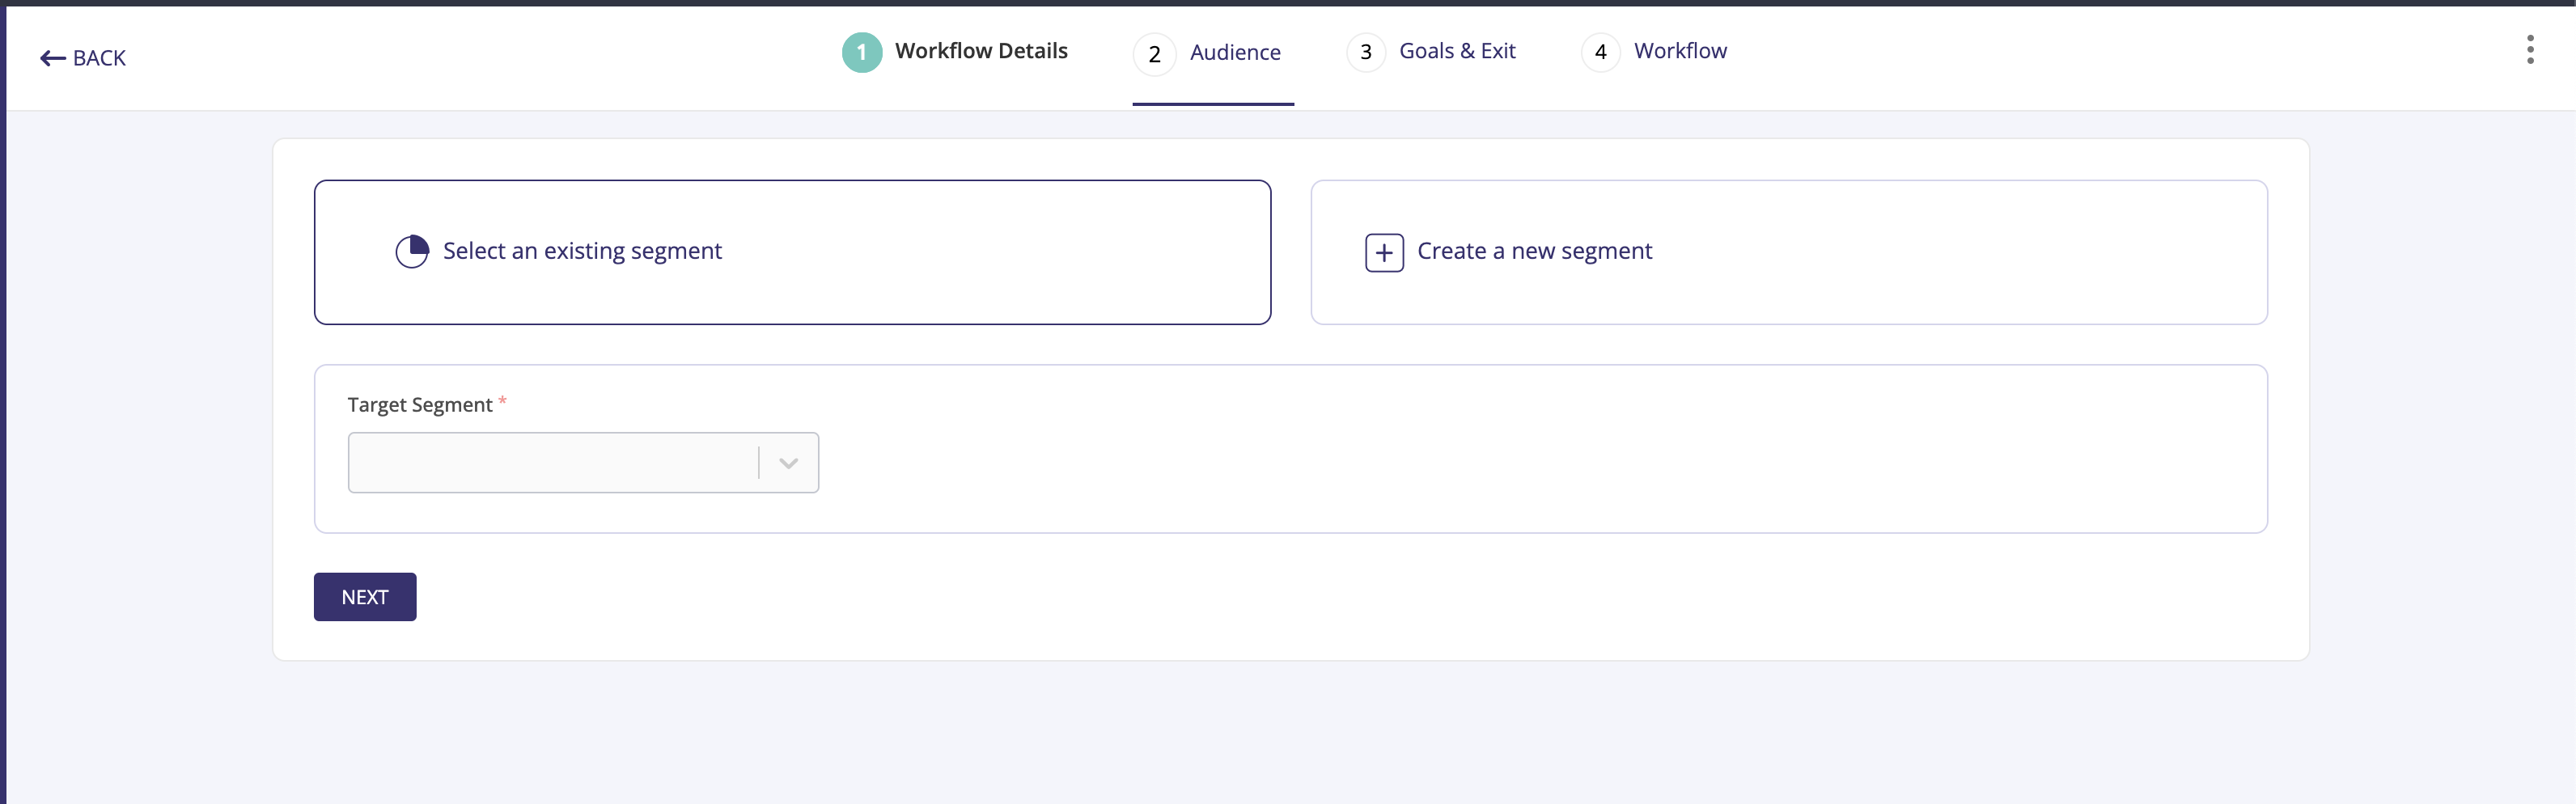 BACK
1 Workflow Details
2 Audience
3 Goals & Exit
4 Workflow
Select an existing segment
Create a new segment
Target Segment *
NEXT